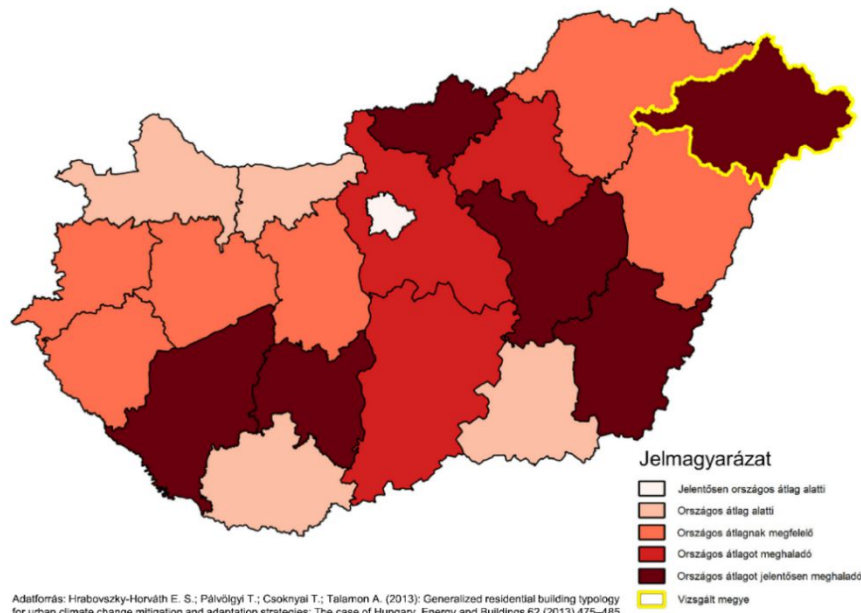 Jelmagyarázat
Jelentősen országos átlag alatti
Országos átlag alatti
Országos átlagnak megfelelő
Országos átlagot meghaladó
Országos átlagot jelentősen meghaladó
Vizsgált megye
Adatforrás: Hrabovszky-Horváth E. S.; Pálvölgyi T.; Csoknyai T.; Talamon A. (2013): Generalized residential building typology
for urban climate change mitigation and adaptation strategies: The case of Hungary, Energy and Buildings 62 (2013) 475–485